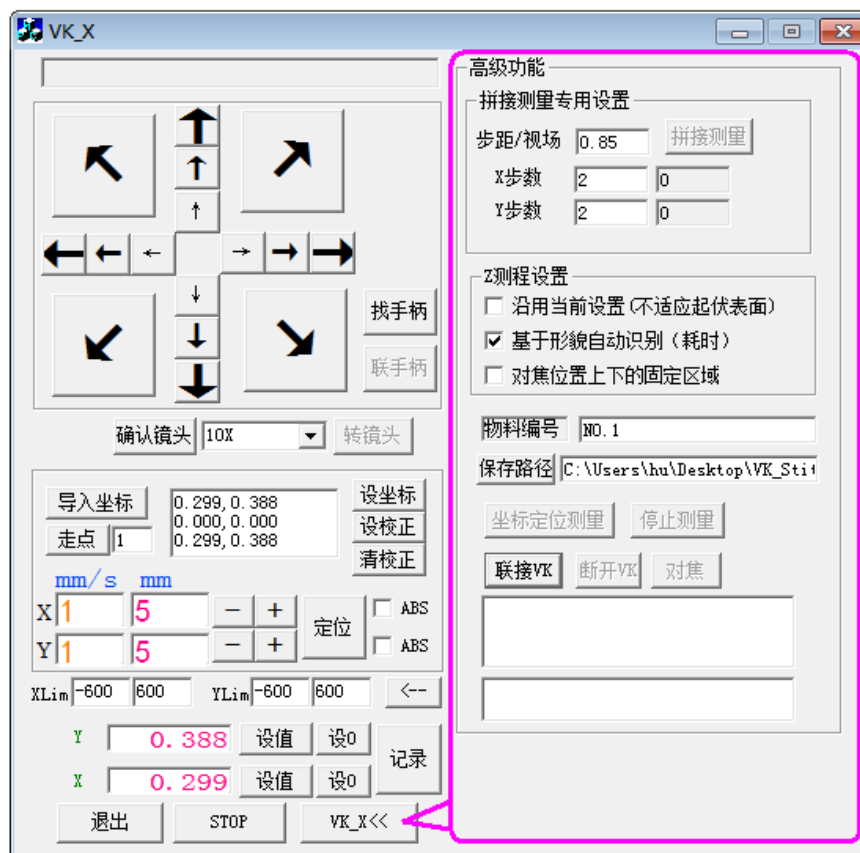 VK_X
找手柄
联手柄
确认镜头 10X 转镜头
导入坐标
走点 1
0.299,0.388
0.000,0.000
0.299,0.388
设坐标
设校正
清校正
mm/s mm
X 1 5 − + ABS
定位
Y 1 5 − + ABS
XLim -600 600 YLim -600 600 <--
Y 0.388 设值 设0
X 0.299 设值 设0
记录
退出 STOP VK_X<<
高级功能
拼接测量专用设置
步距/视场 0.85 拼接测量
X步数 2 0
Y步数 2 0
Z测程设置
沿用当前设置(不适应起伏表面)
基于形貌自动识别(耗时)
对焦位置上下的固定区域
物料编号 NO.1
保存路径 C:\Users\hu\Desktop\VK_Stit
坐标定位测量 停止测量
联接VK 断开VK 对焦